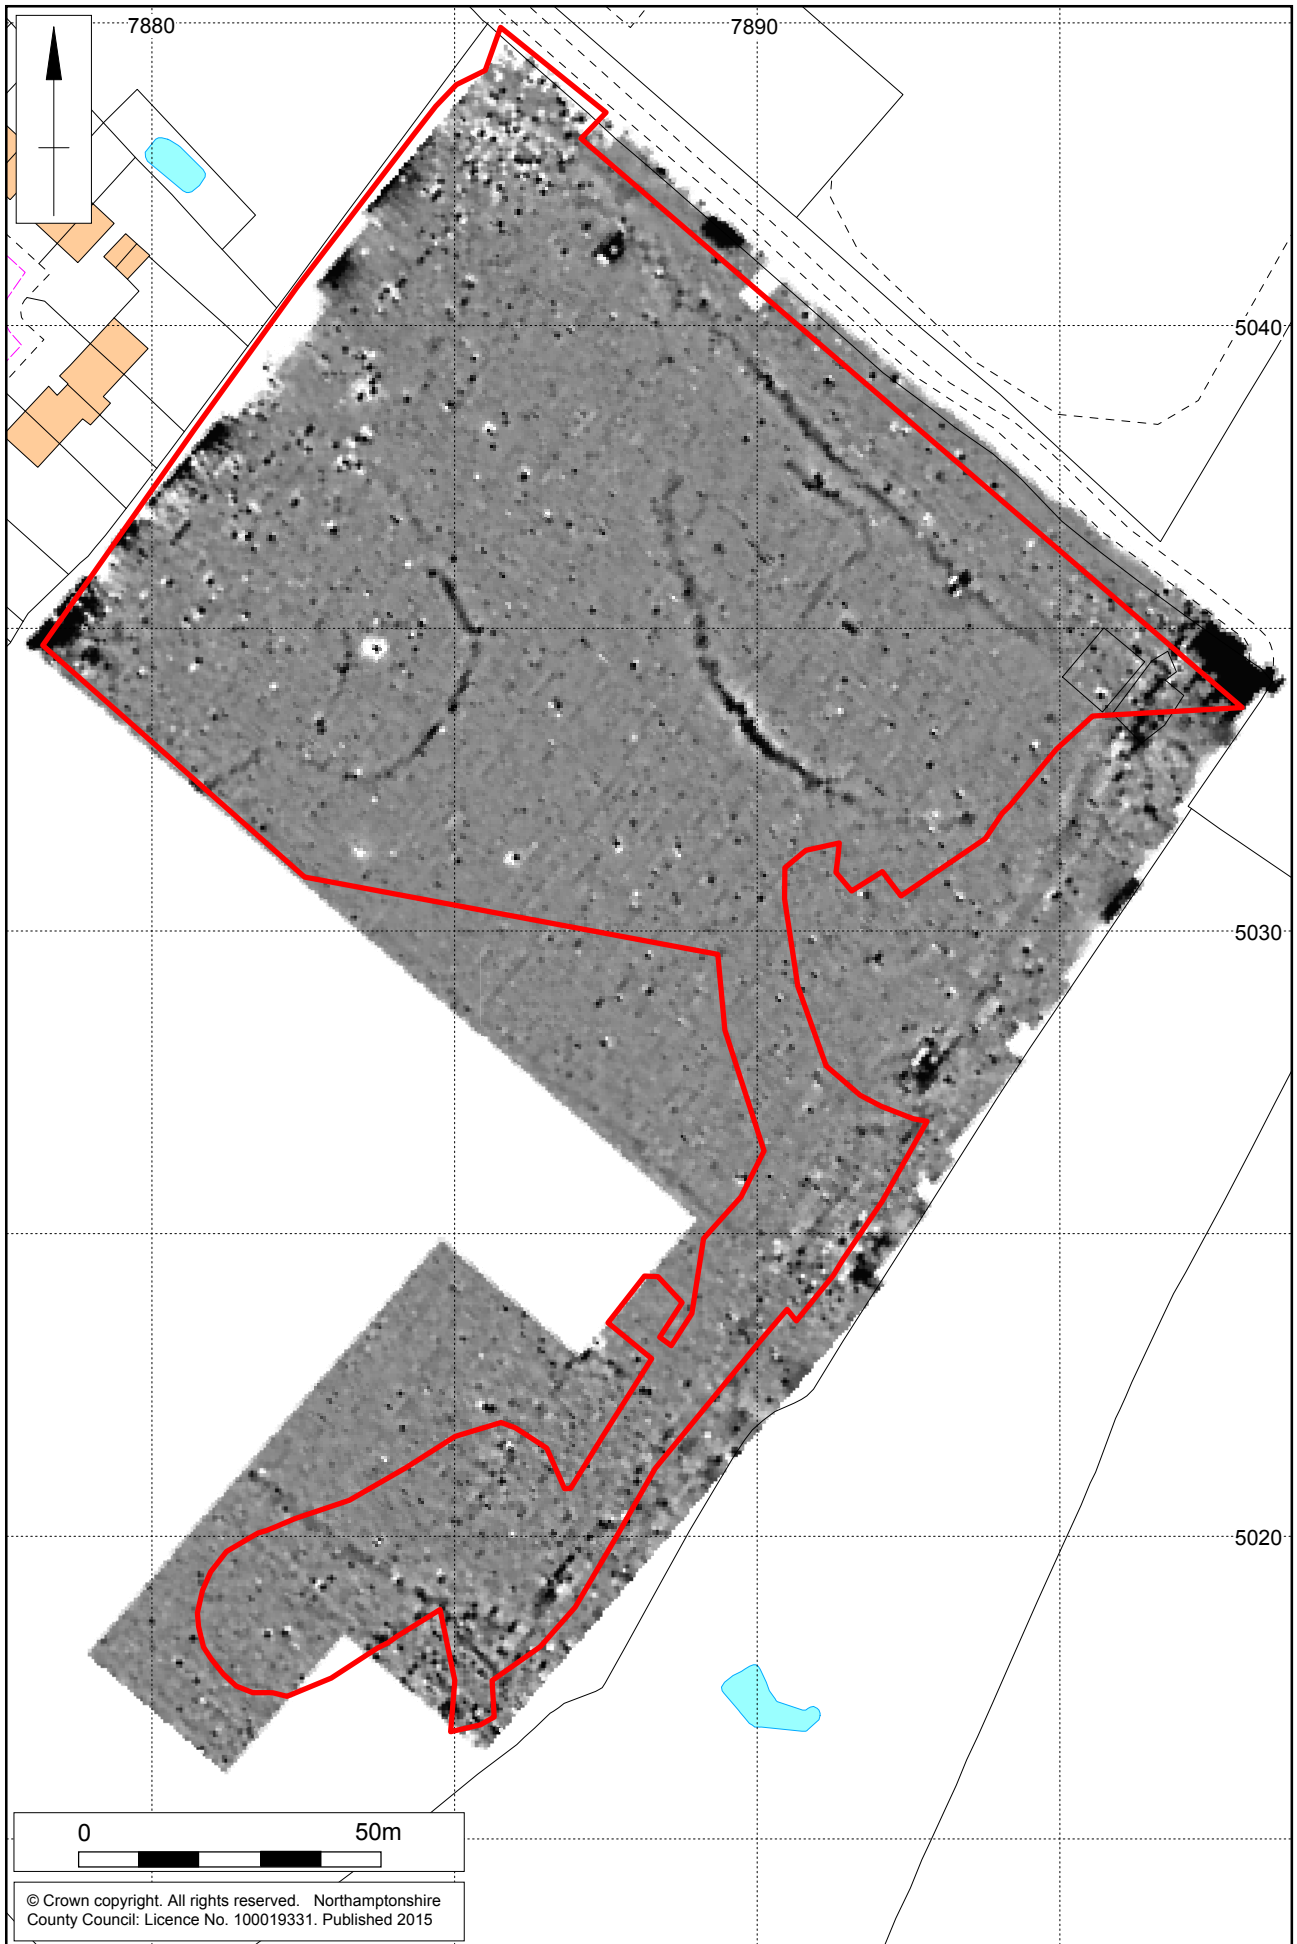 7880
7890
5040
5030
5020
0 50m
© Crown copyright. All rights reserved. Northamptonshire
County Council: Licence No. 100019331. Published 2015